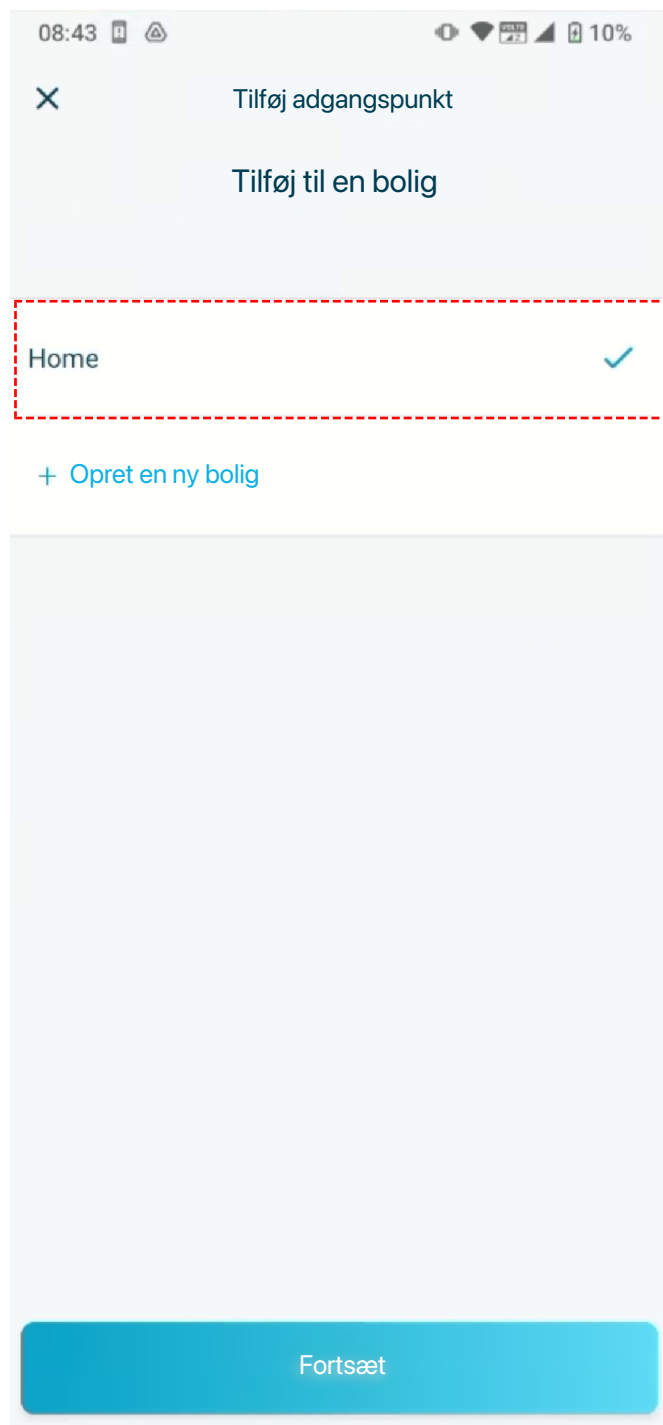 08:43
10%
Tilføj adgangspunkt
Tilføj til en bolig
Home
+ Opret en ny bolig
Fortsæt